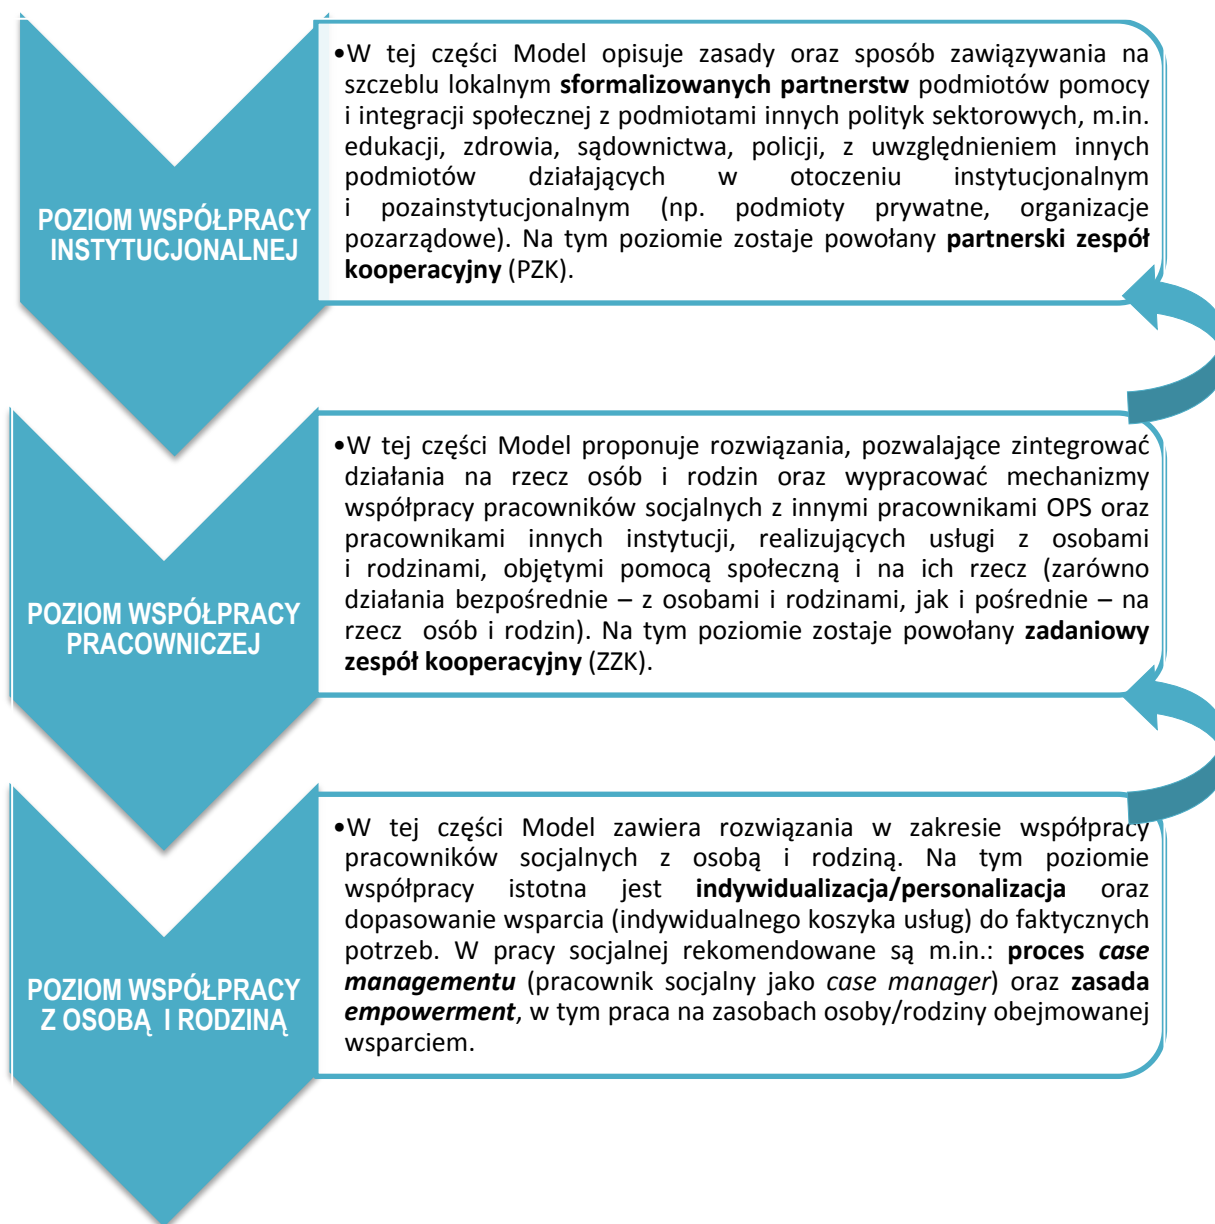 POZIOM WSPÓŁPRACY
INSTYTUCJONALNEJ
•W tej części Model opisuje zasady oraz sposób zawiązywania na
szczeblu lokalnym sformalizowanych partnerstw podmiotów pomocy
i integracji społecznej z podmiotami innych polityk sektorowych, m.in.
edukacji, zdrowia, sądownictwa, policji, z uwzględnieniem innych
podmiotów działających w otoczeniu instytucjonalnym
i pozainstytucjonalnym (np. podmioty prywatne, organizacje
pozarządowe). Na tym poziomie zostaje powołany partnerski zespół
kooperacyjny (PZK).
POZIOM WSPÓŁPRACY
PRACOWNICZEJ
•W tej części Model proponuje rozwiązania, pozwalające zintegrować
działania na rzecz osób i rodzin oraz wypracować mechanizmy
współpracy pracowników socjalnych z innymi pracownikami OPS oraz
pracownikami innych instytucji, realizujących usługi z osobami
i rodzinami, objętymi pomocą społeczną i na ich rzecz (zarówno
działania bezpośrednie – z osobami i rodzinami, jak i pośrednie – na
rzecz osób i rodzin). Na tym poziomie zostaje powołany zadaniowy
zespół kooperacyjny (ZZK).
POZIOM WSPÓŁPRACY
Z OSOBĄ I RODZINĄ
•W tej części Model zawiera rozwiązania w zakresie współpracy
pracowników socjalnych z osobą i rodziną. Na tym poziomie
współpracy istotna jest indywidualizacja/personalizacja oraz
dopasowanie wsparcia (indywidualnego koszyka usług) do faktycznych
potrzeb. W pracy socjalnej rekomendowane są m.in.: proces case
managementu (pracownik socjalny jako case manager) oraz zasada
empowerment, w tym praca na zasobach osoby/rodziny obejmowanej
wsparciem.